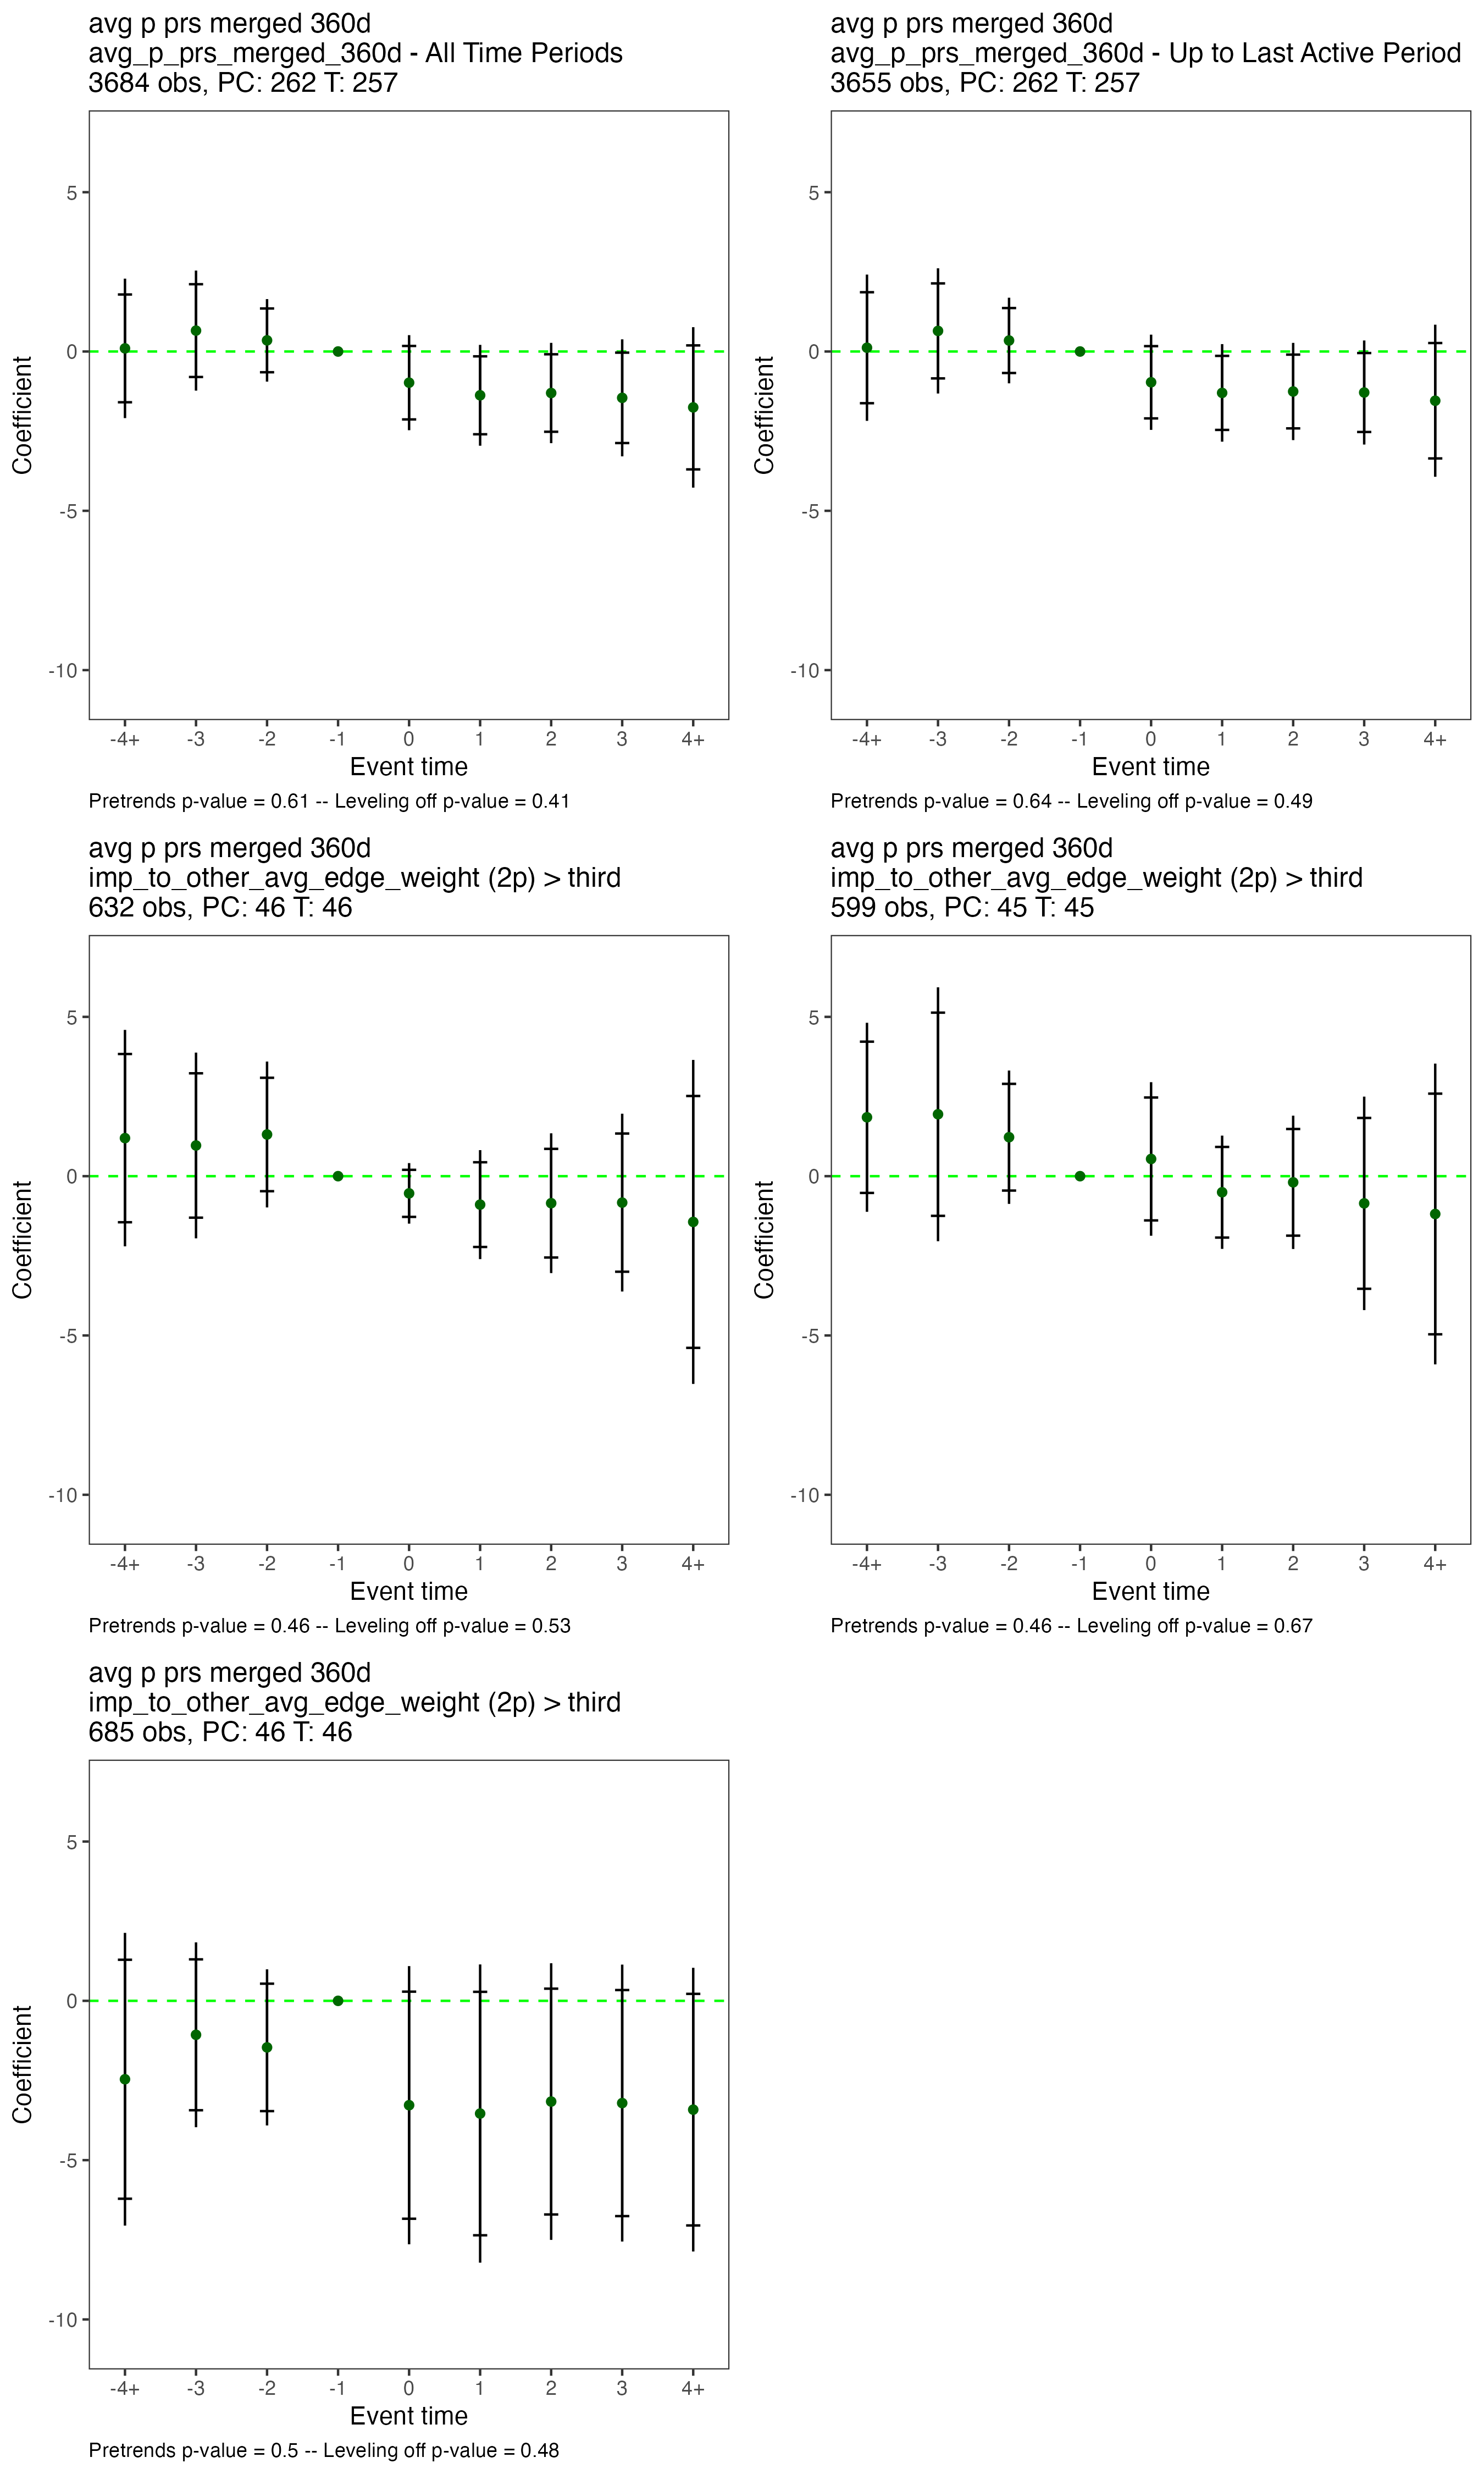 avg p prs merged 360d
avg_p_prs_merged_360d - All Time Periods
3684 obs, PC: 262 T: 257
5
0
-5
-10
Coefficient
-4+ -3 -2 -1 0 1 2 3 4+
Event time
Pretrends p-value = 0.61 -- Leveling off p-value = 0.41
avg p prs merged 360d
avg_p_prs_merged_360d - Up to Last Active Period
3655 obs, PC: 262 T: 257
5
0
-5
-10
Coefficient
-4+ -3 -2 -1 0 1 2 3 4+
Event time
Pretrends p-value = 0.64 -- Leveling off p-value = 0.49
avg p prs merged 360d
imp_to_other_avg_edge_weight (2p) > third
632 obs, PC: 46 T: 46
5
0
-5
-10
Coefficient
-4+ -3 -2 -1 0 1 2 3 4+
Event time
Pretrends p-value = 0.46 -- Leveling off p-value = 0.53
avg p prs merged 360d
imp_to_other_avg_edge_weight (2p) > third
599 obs, PC: 45 T: 45
5
0
-5
-10
Coefficient
-4+ -3 -2 -1 0 1 2 3 4+
Event time
Pretrends p-value = 0.46 -- Leveling off p-value = 0.67
avg p prs merged 360d
imp_to_other_avg_edge_weight (2p) > third
685 obs, PC: 46 T: 46
5
0
-5
-10
Coefficient
-4+ -3 -2 -1 0 1 2 3 4+
Event time
Pretrends p-value = 0.5 -- Leveling off p-value = 0.48